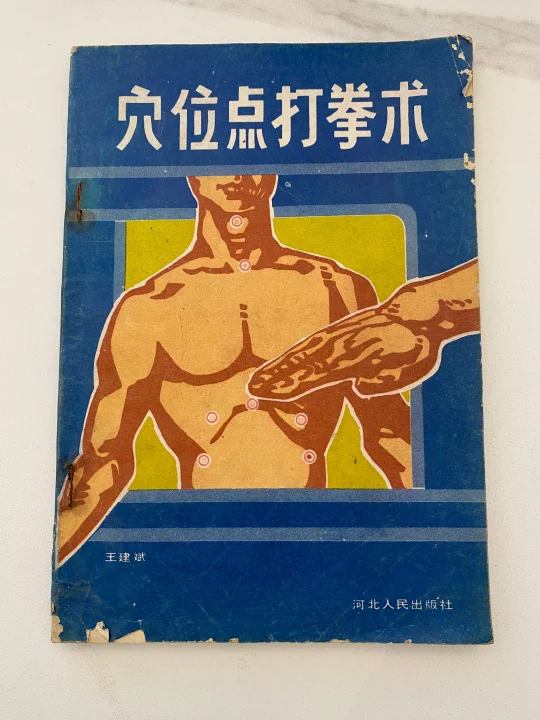 穴位点打拳术
王建斌
河北人民出版社